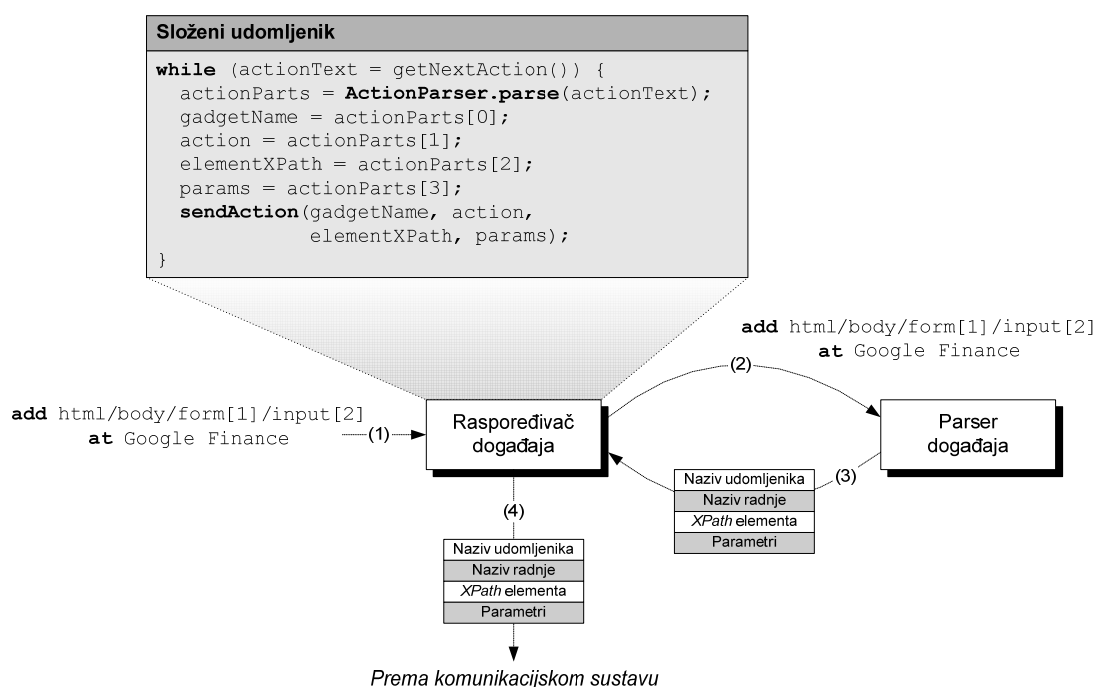 Složeni udomljenik
while (actionText = getNextAction()) {
actionParts = ActionParser.parse(actionText);
gadgetName = actionParts[0];
action = actionParts[1];
elementXPath = actionParts[2];
params = actionParts[3];
sendAction(gadgetName, action,
elementXPath, params);
}
add html/body/form[1]/input[2]
at Google Finance
(1)
Raspoređivač
događaja
(2)
add html/body/form[1]/input[2]
at Google Finance
Parser
događaja
(3)
Naziv udomljenika
Naziv radnje
XPath elementa
Parametri
(4)
Naziv udomljenika
Naziv radnje
XPath elementa
Parametri
Prema komunikacijskom sustavu